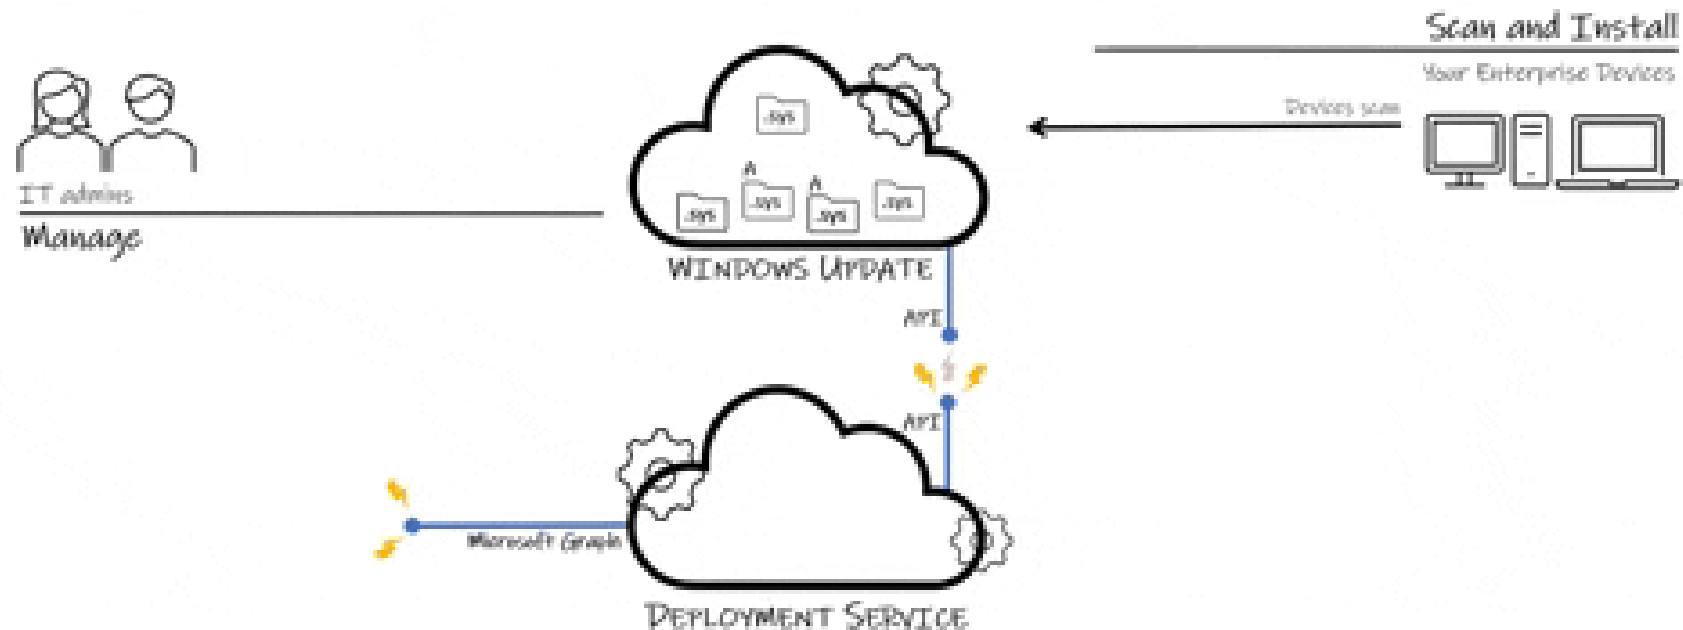 Scan and Install
Your Enterprise Devices
Devices scan
IT admins
Manage
.sys
A
A
.sys
.sys
.sys
.sys
WINDOWS UPDATE
API
API
Microsoft Graph
DEPLOYMENT SERVICE